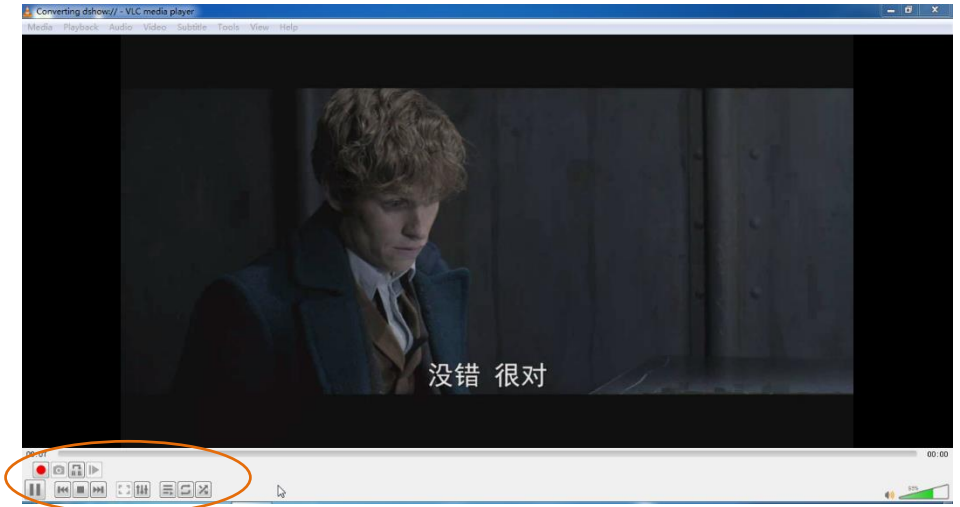 Converting dshow:// - VLC media player
Media Playback Audio Video Subtitle Tools View Help
没错 很对
00:07
00:00